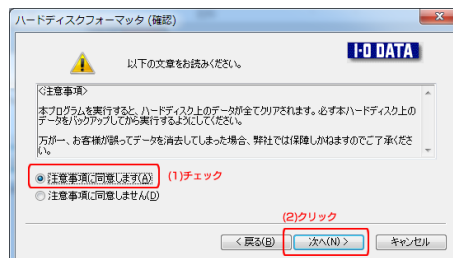 ハードディスクフォーマッタ (確認)
以下の文章をお読みください。
I-O DATA
<注意事項>
本プログラムを実行すると、ハードディスク上のデータが全てクリアされます。必ず本ハードディスク上の
データをバックアップしてから実行するようにしてください。
万が一、お客様が誤ってデータを消去してしまった場合、弊社では保障しかねますのでご了承くださ
い。
注意事項に同意します(A)
(1)チェック
注意事項に同意しません(D)
(2)クリック
< 戻る(B)
次へ(N) >
キャンセル